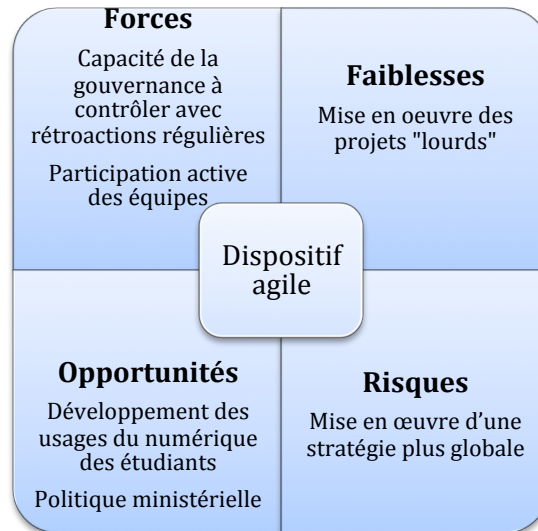 Forces
Capacité de la
gouvernance à
contrôler avec
rétroactions régulières
Participation active
des équipes
Faiblesses
Mise en oeuvre des
projets "lourds"
Dispositif
agile
Opportunités
Développement des
usages du numérique
des étudiants
Politique ministérielle
Risques
Mise en œuvre d’une
stratégie plus globale